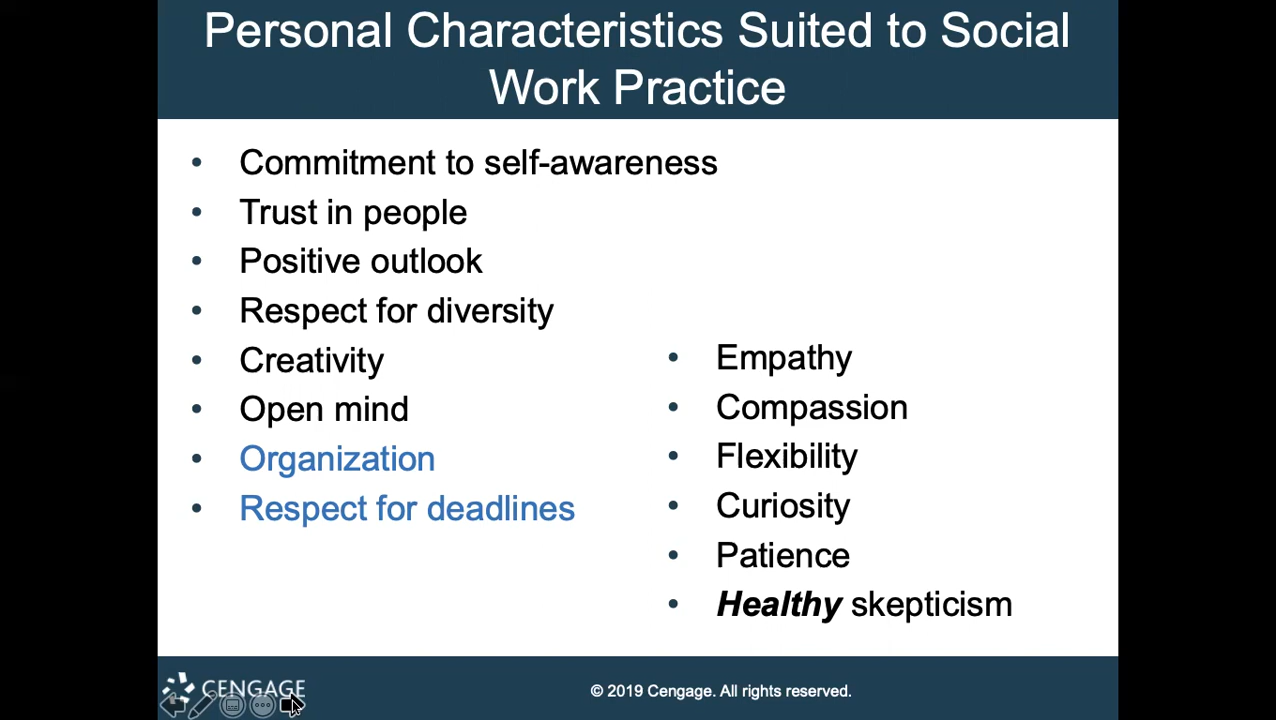 Personal Characteristics Suited to Social
Work Practice
• Commitment to self-awareness
• Trust in people
• Positive outlook
• Respect for diversity
• Creativity
• Open mind
• Organization
• Respect for deadlines
• Empathy
• Compassion
• Flexibility
• Curiosity
• Patience
• Healthy skepticism
CENGAGE
© 2019 Cengage. All rights reserved.